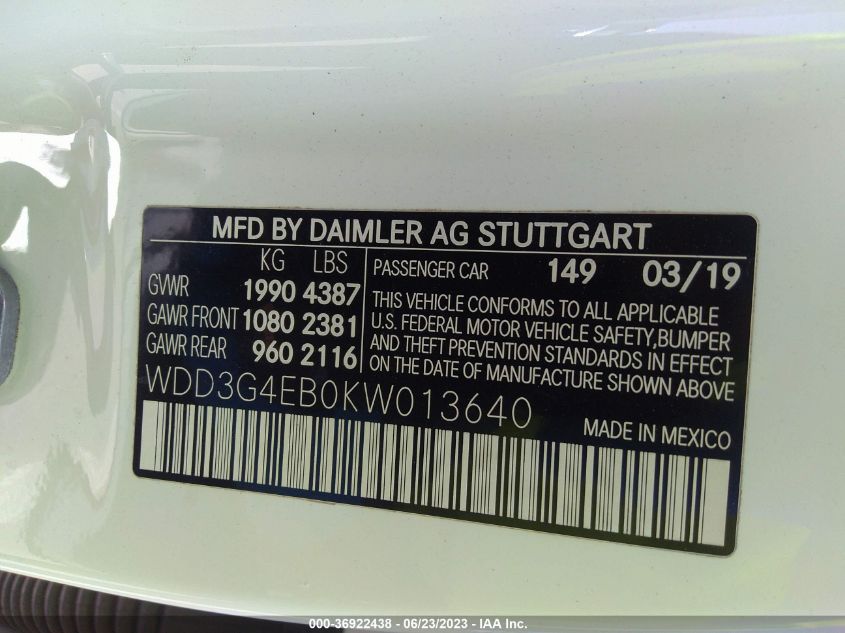 MFD BY DAIMLER AG STUTTGART
KG LBS
GVWR 1990 4387
GAWR FRONT 1080 2381
GAWR REAR 960 2116
PASSENGER CAR 149 03/19
THIS VEHICLE CONFORMS TO ALL APPLICABLE
U.S. FEDERAL MOTOR VEHICLE SAFETY,BUMPER
AND THEFT PREVENTION STANDARDS IN EFFECT
ON THE DATE OF MANUFACTURE SHOWN ABOVE
WDD3G4EB0KW013640
MADE IN MEXICO
000-36922438 - 06/23/2023 - IAA Inc.